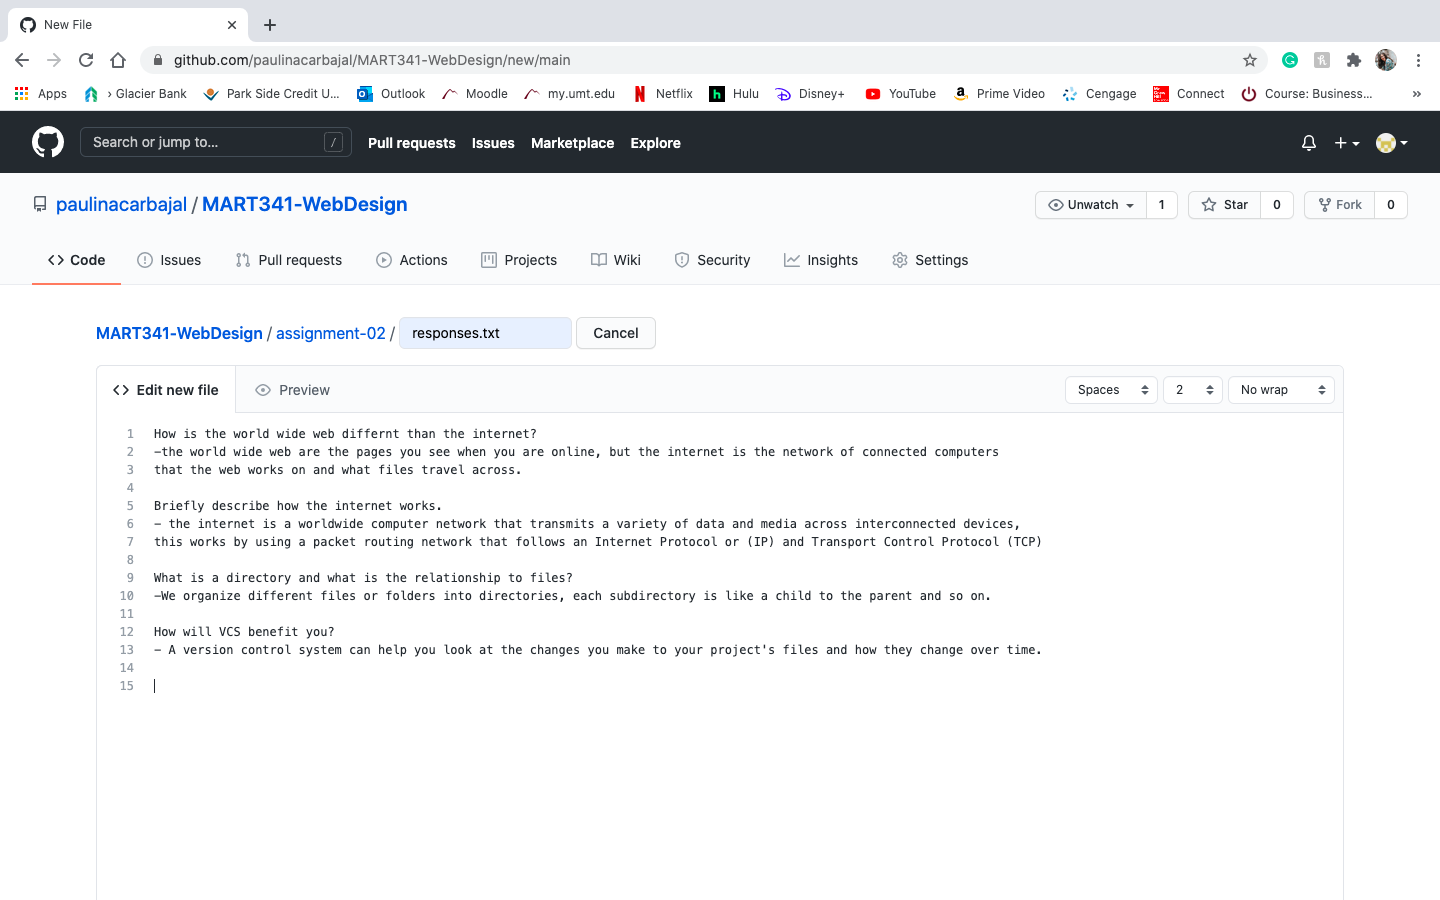 New File
github.com/paulinacarbajal/MART341-WebDesign/new/main
Apps › Glacier Bank Park Side Credit U... Outlook Moodle my.umt.edu Netflix Hulu Disney+ YouTube Prime Video Cengage Connect Course: Business... »
Search or jump to... / Pull requests Issues Marketplace Explore
paulinacarbajal / MART341-WebDesign Unwatch 1 Star 0 Fork 0
Code Issues Pull requests Actions Projects Wiki Security Insights Settings
MART341-WebDesign / assignment-02 / responses.txt Cancel
Edit new file Preview Spaces 2 No wrap
1 How is the world wide web differnt than the internet?
2 -the world wide web are the pages you see when you are online, but the internet is the network of connected computers
3 that the web works on and what files travel across.
4
5 Briefly describe how the internet works.
6 - the internet is a worldwide computer network that transmits a variety of data and media across interconnected devices,
7 this works by using a packet routing network that follows an Internet Protocol or (IP) and Transport Control Protocol (TCP)
8
9 What is a directory and what is the relationship to files?
10 -We organize different files or folders into directories, each subdirectory is like a child to the parent and so on.
11
12 How will VCS benefit you?
13 - A version control system can help you look at the changes you make to your project's files and how they change over time.
14
15